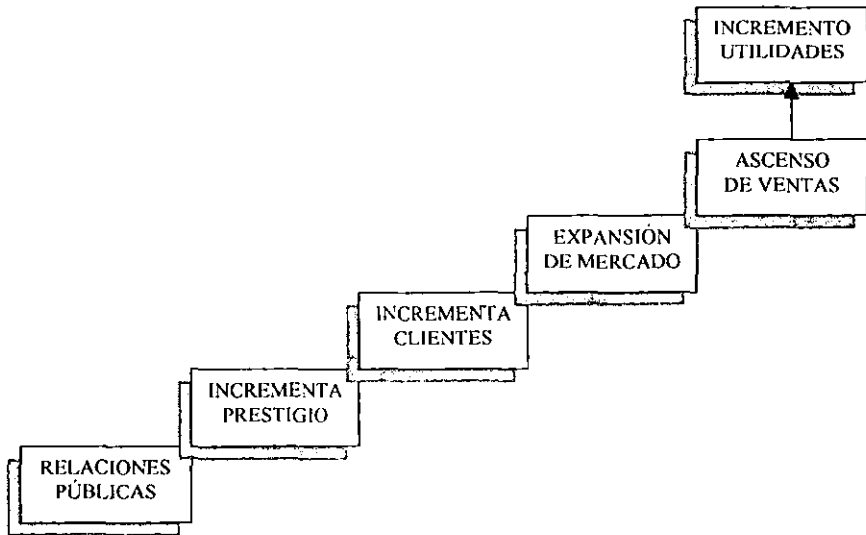 INCREMENTO
UTILIDADES
ASCENSO
DE VENTAS
EXPANSIÓN
DE MERCADO
INCREMENTA
CLIENTES
INCREMENTA
PRESTIGIO
RELACIONES
PÚBLICAS